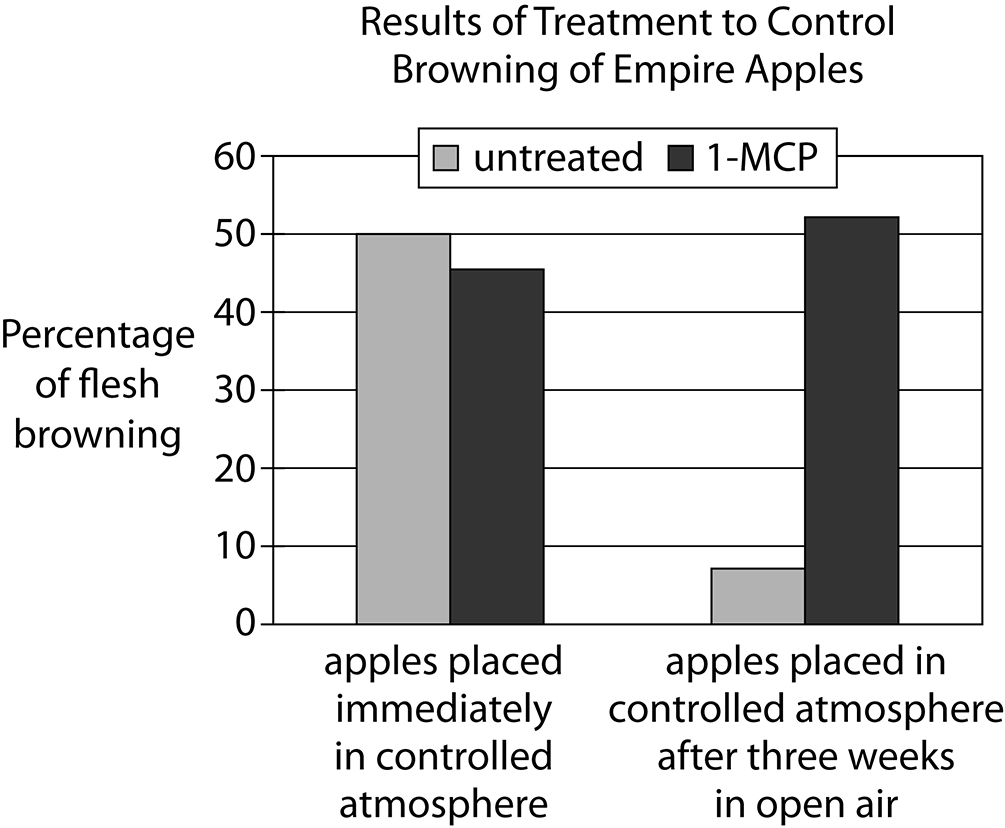 Results of Treatment to Control
Browning of Empire Apples
untreated 1-MCP
60
50
40
30
20
10
0
Percentage
of flesh
browning
apples placed
immediately
in controlled
atmosphere
apples placed in
controlled atmosphere
after three weeks
in open air